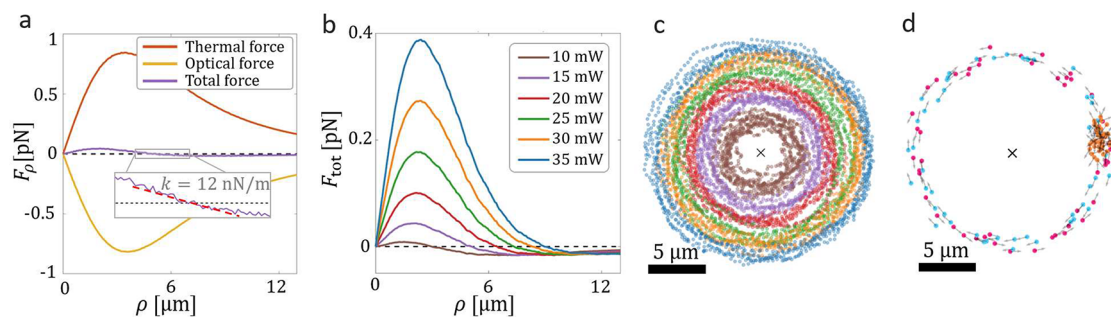 a
F_ρ [pN]
1
0.5
0
-0.5
-1
Thermal force
Optical force
Total force
k = 12 nN/m
0
6
12
ρ [μm]
b
F_tot [pN]
0.4
0.2
0
10 mW
15 mW
20 mW
25 mW
30 mW
35 mW
0
6
12
ρ [μm]
c
5 μm
d
5 μm